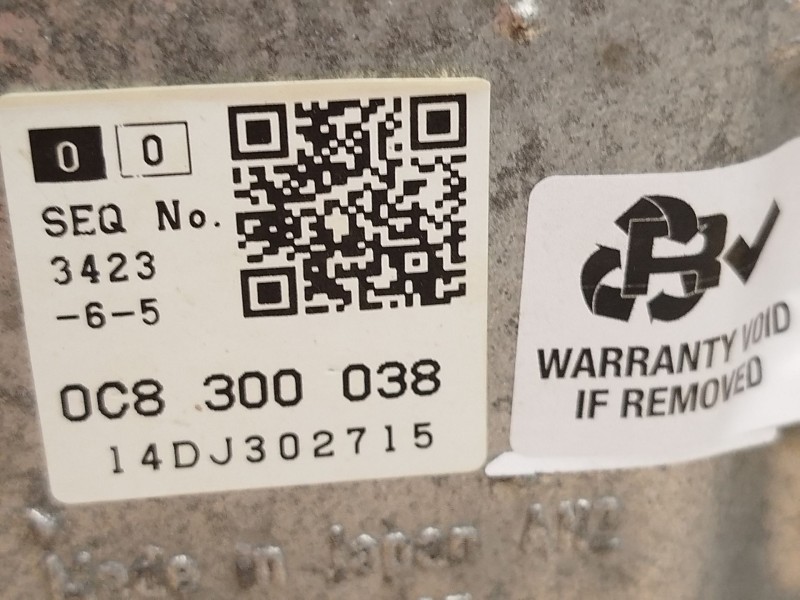 0 0
SEQ No.
3423
-6-5
0C8 300 038
14DJ302715
WARRANTY VOID
IF REMOVED
Made in Japan